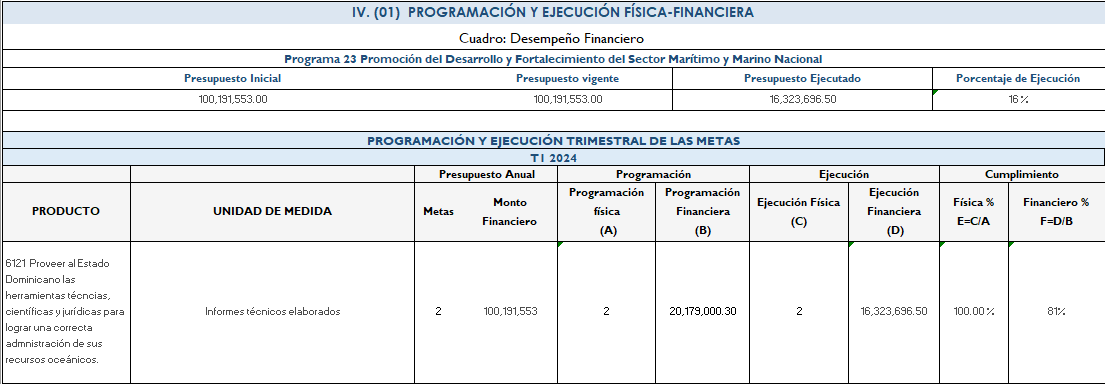 IV. (01) PROGRAMACIÓN Y EJECUCIÓN FÍSICA-FINANCIERA
Cuadro: Desempeño Financiero
Programa 23 Promoción del Desarrollo y Fortalecimiento del Sector Marítimo y Marino Nacional
Presupuesto Inicial Presupuesto vigente Presupuesto Ejecutado Porcentaje de Ejecución
100,191,553.00 100,191,553.00 16,323,696.50 16%
PROGRAMACIÓN Y EJECUCIÓN TRIMESTRAL DE LAS METAS
T1 2024
Presupuesto Anual Programación Ejecución Cumplimiento
PRODUCTO UNIDAD DE MEDIDA Metas Monto
Financiero
Programación
física
(A)
Programación
Financiera
(B)
Ejecución Física
(C)
Ejecución
Financiera
(D)
Física %
E=C/A
Financiero %
F=D/B
6121 Proveer al Estado
Dominicano las
herramientas técncias,
científicas y jurídicas para
lograr una correcta
admnistración de sus
recursos oceánicos.
Informes técnicos elaborados 2 100,191,553 2 20,179,000.30 2 16,323,696.50 100.00% 81%